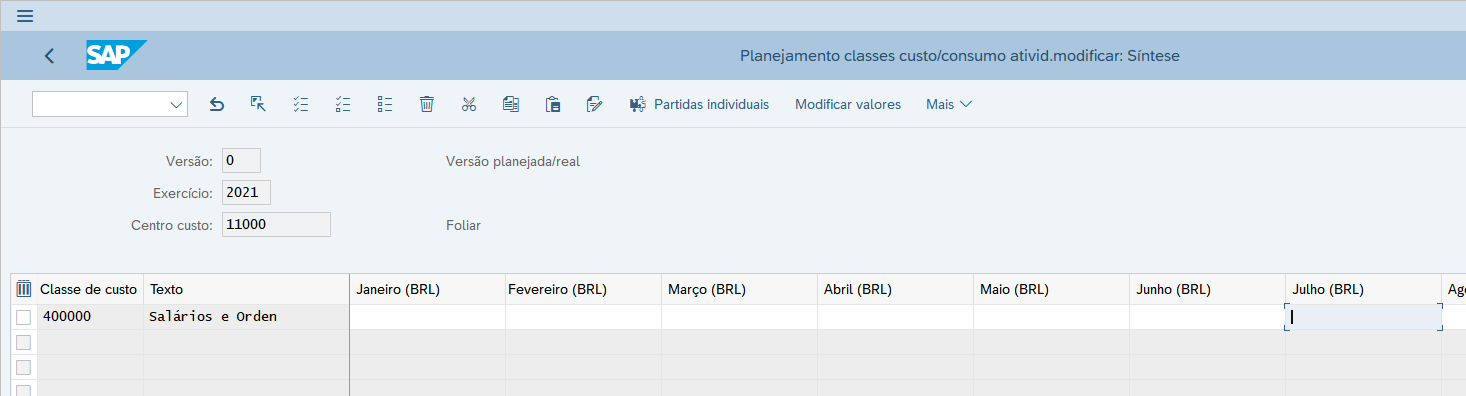 SAP
Planejamento classes custo/consumo ativid.modificar: Síntese
Partidas individuais Modificar valores Mais
Versão: 0 Versão planejada/real
Exercício: 2021
Centro custo: 11000 Foliar
Classe de custo Texto Janeiro (BRL) Fevereiro (BRL) Março (BRL) Abril (BRL) Maio (BRL) Junho (BRL) Julho (BRL) Ago
400000 Salários e Orden